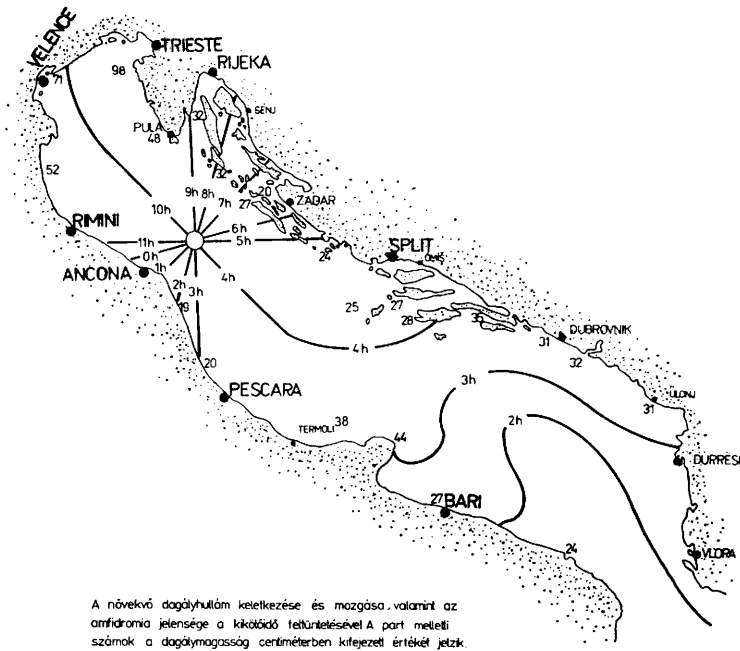 VELENCE
TRIESTE
RIJEKA
71
98
SENJ
PULA
48
32
32
52
20
ZADAR
27
9h
8h
7h
10h
6h
5h
RIMINI
11h
0h
1h
ANCONA
2h
3h
4h
19
24
SPLIT
OMIŠ
25
27
28
35
4h
31
DUBROVNIK
32
20
PESCARA
3h
ULCINJ
31
2h
TERMOLI
38
44
DURRËSI
27
BARI
24
VLORA
A növekvő dagályhullám keletkezése és mozgása, valamint az
amfidromia jelensége a kikötőidő feltüntetésével A part melletti
számok a dagálymagasság centiméterben kifejezett értékét jelzik.